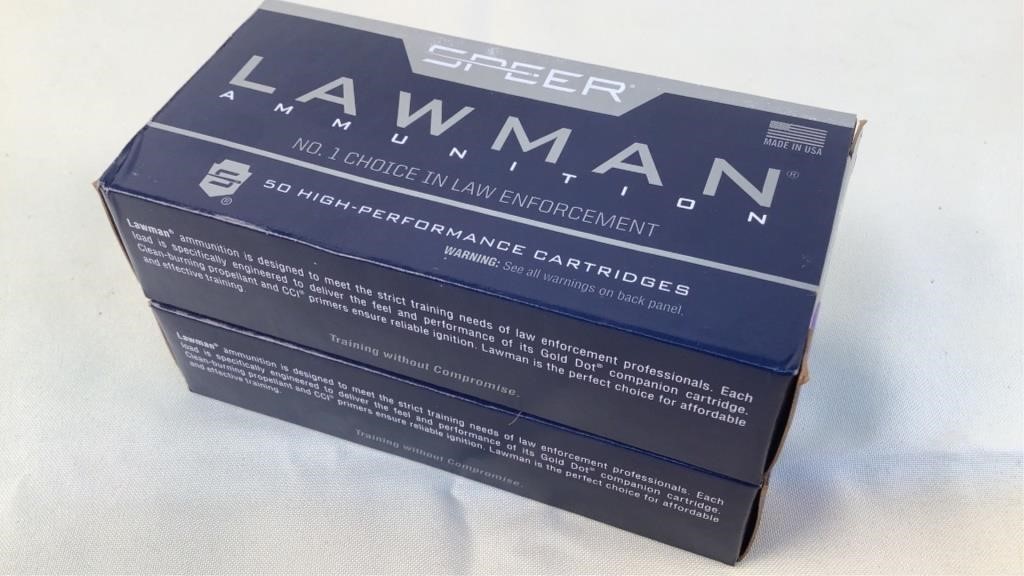 SPEER®
LAWMAN®
AMMUNITION
MADE IN USA
NO. 1 CHOICE IN LAW ENFORCEMENT
50 HIGH-PERFORMANCE CARTRIDGES
WARNING: See all warnings on back panel.
Lawman® ammunition is designed to meet the strict training needs of law enforcement professionals. Each
load is specifically engineered to deliver the feel and performance of its Gold Dot® companion cartridge.
Clean-burning propellant and CCI® primers ensure reliable ignition. Lawman is the perfect choice for affordable
and effective training.
Training without Compromise.
Lawman® ammunition is designed to meet the strict training needs of law enforcement professionals. Each
load is specifically engineered to deliver the feel and performance of its Gold Dot® companion cartridge.
Clean-burning propellant and CCI® primers ensure reliable ignition. Lawman is the perfect choice for affordable
and effective training.
Training without Compromise.